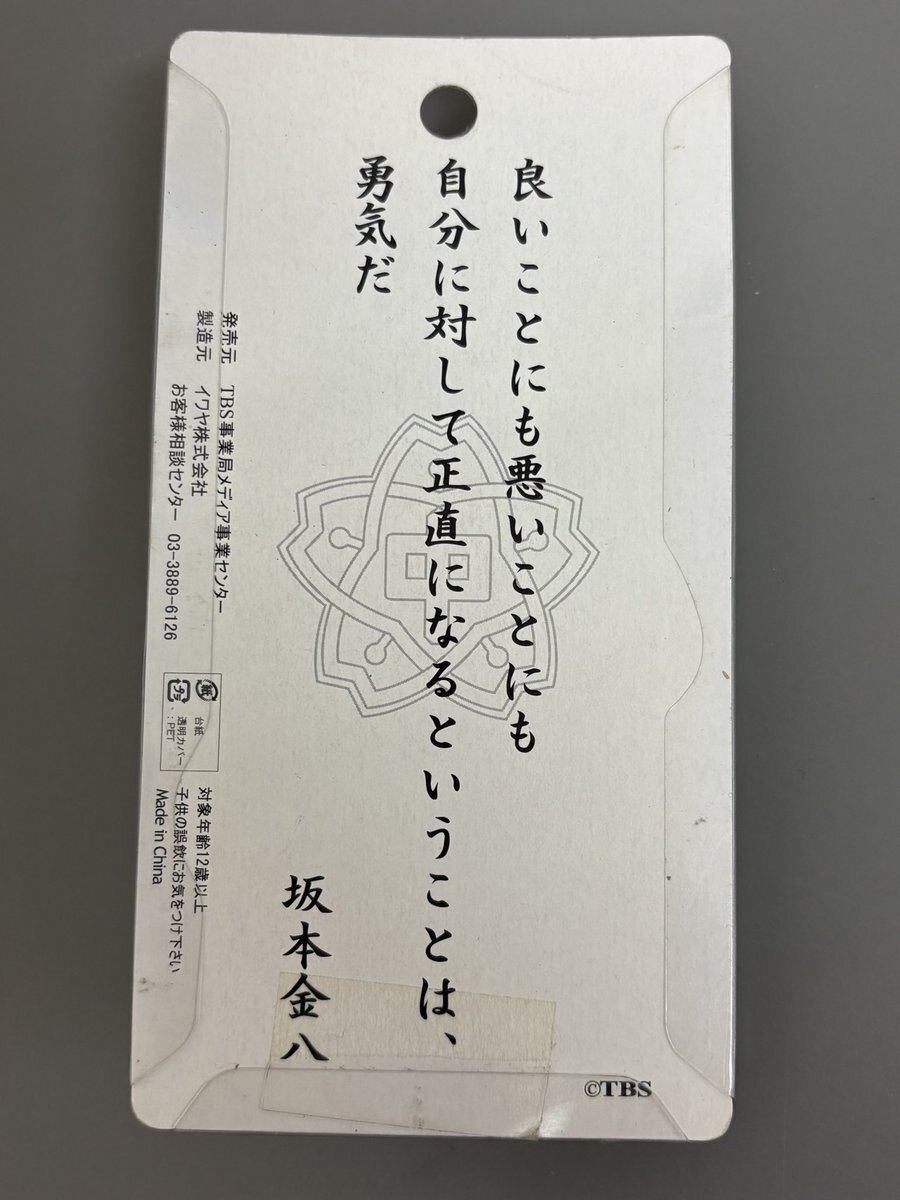 良いことにも悪いことにも
自分に対して正直になるということは、
勇気だ
坂本金八
発売元 TBS事業局メディア事業センター
製造元 イワヤ株式会社
お客様相談センター 03-3889-6126
紙 台紙
プラ 透明カバー
:PET
対象年齢12歳以上
子供の誤飲にお気をつけ下さい
Made in China
©TBS